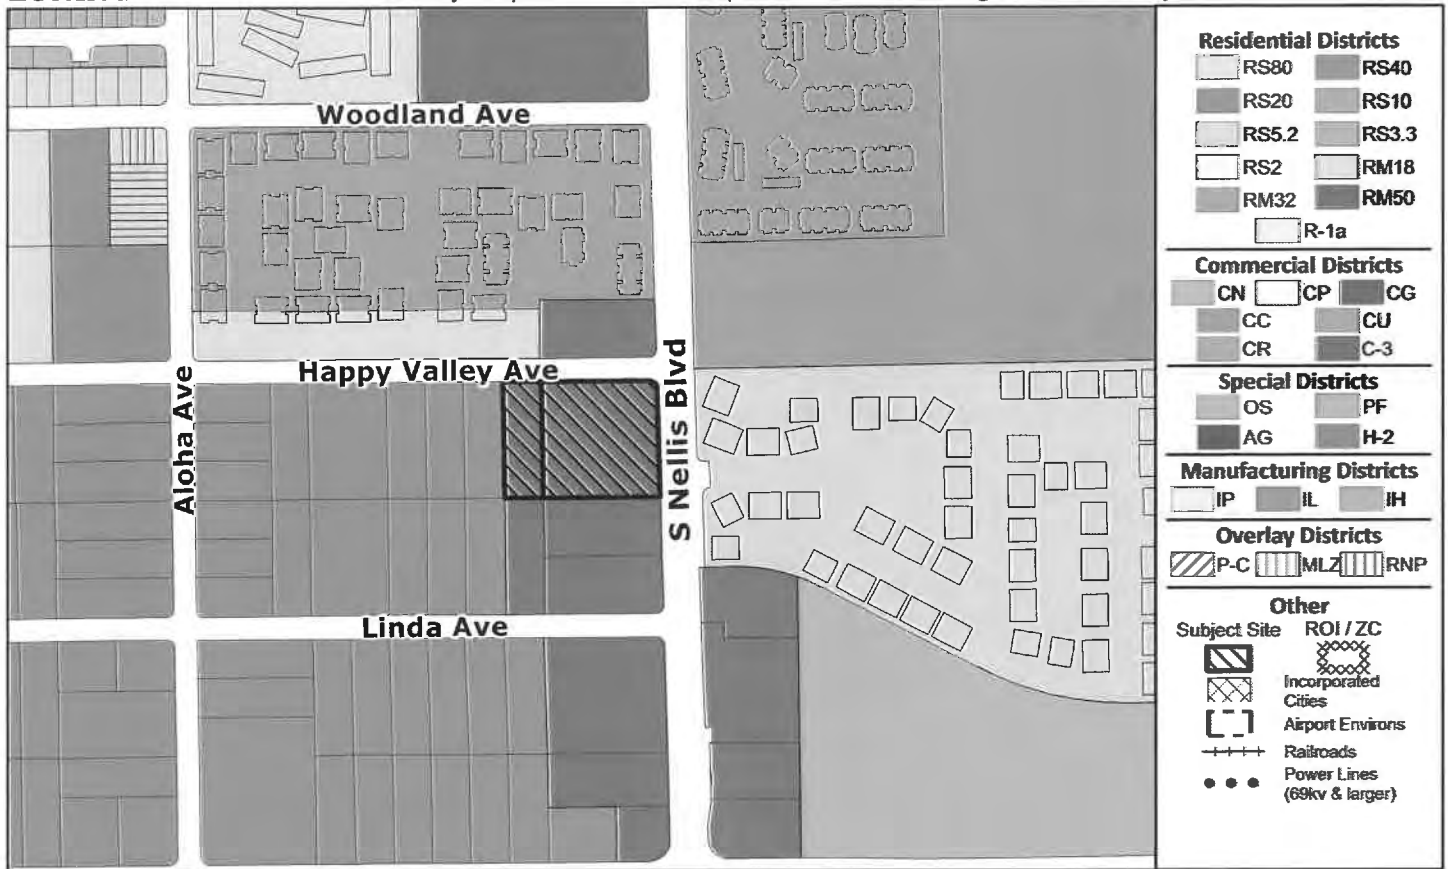 Woodland Ave
Happy Valley Ave
Aloha Ave
S Nellis Blvd
Linda Ave
Residential Districts
RS80 RS40
RS20 RS10
RS5.2 RS3.3
RS2 RM18
RM32 RM50
R-1a
Commercial Districts
CN CP CG
CC CU
CR C-3
Special Districts
OS PF
AG H-2
Manufacturing Districts
IP IL IH
Overlay Districts
P-C MLZ RNP
Other
Subject Site ROI / ZC
Incorporated
Cities
Airport Environs
Railroads
Power Lines
(69kv & larger)